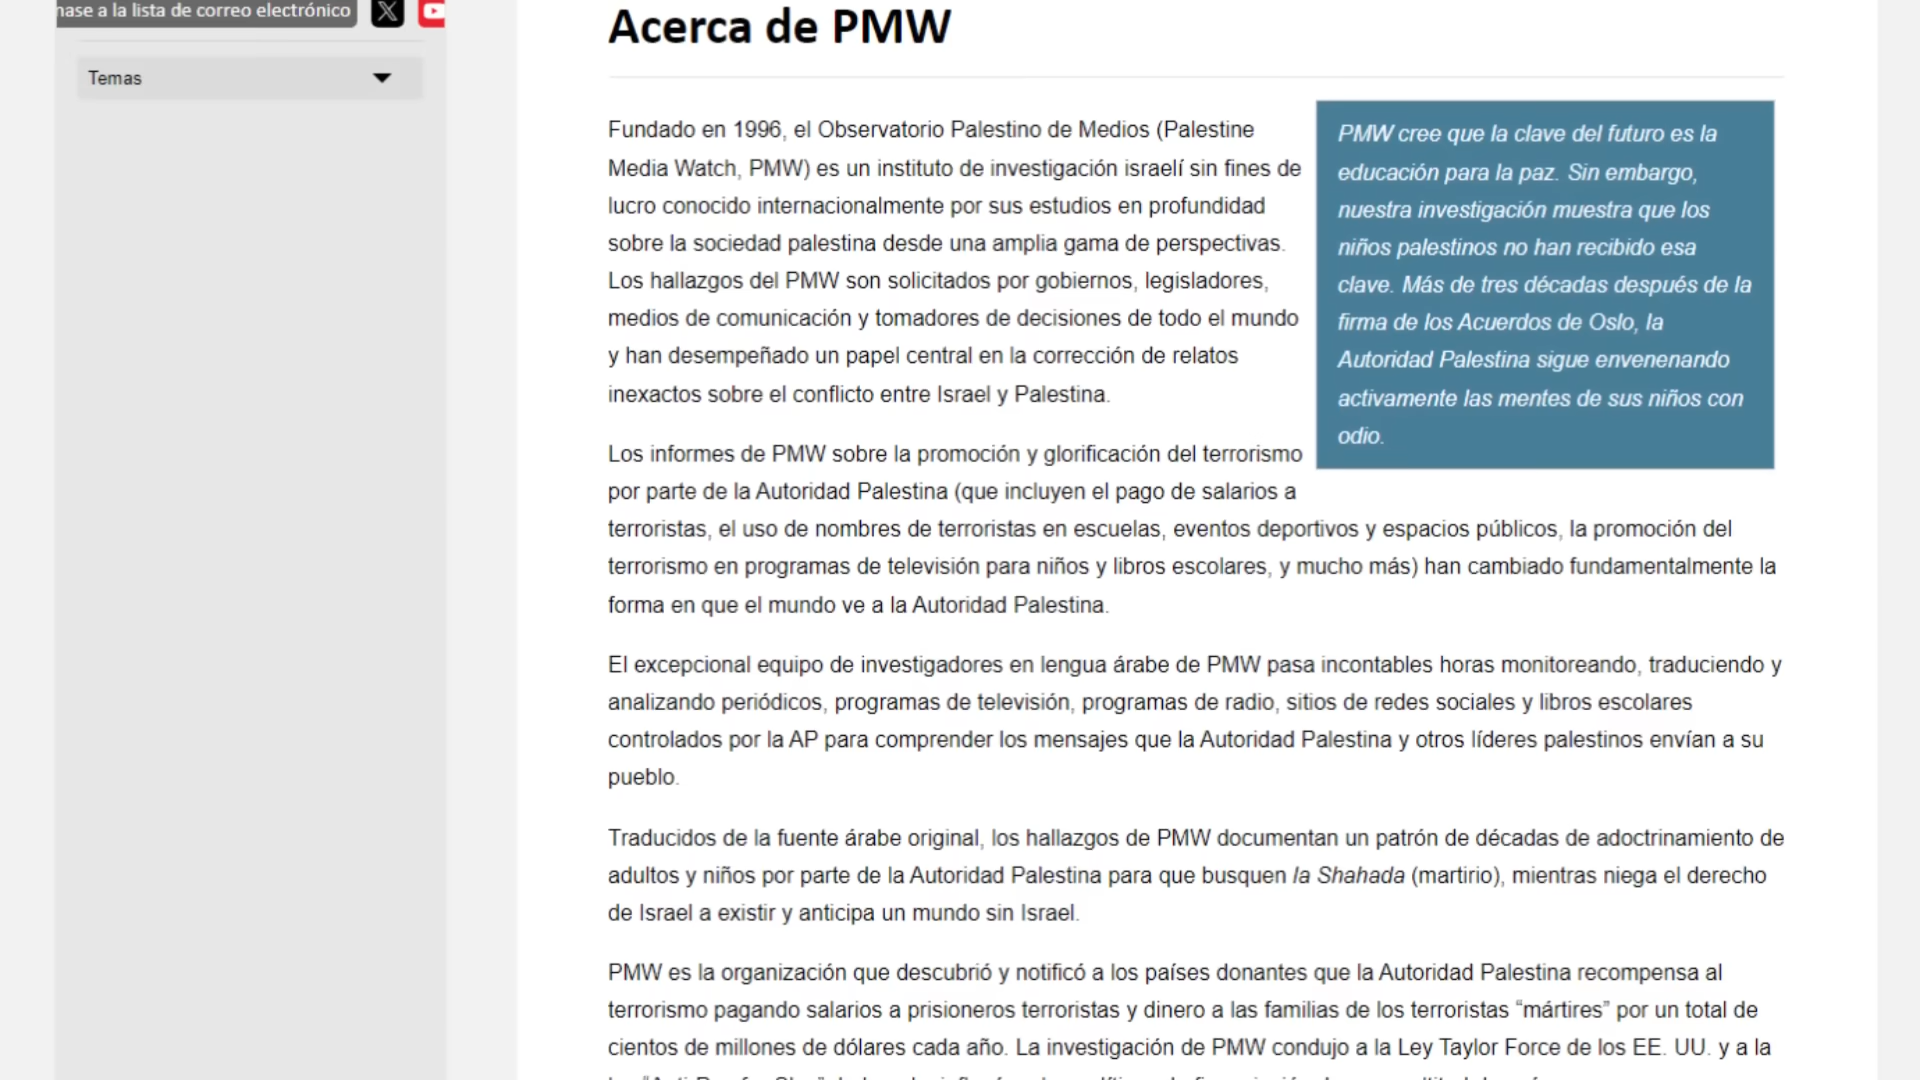 a la lista de correo electrónico
Temas
Acerca de PMW
Fundado en 1996, el Observatorio Palestino de Medios (Palestine
Media Watch, PMW) es un instituto de investigación israelí sin fines de
lucro conocido internacionalmente por sus estudios en profundidad
sobre la sociedad palestina desde una amplia gama de perspectivas.
Los hallazgos del PMW son solicitados por gobiernos, legisladores,
medios de comunicación y tomadores de decisiones de todo el mundo
y han desempeñado un papel central en la corrección de relatos
inexactos sobre el conflicto entre Israel y Palestina.
PMW cree que la clave del futuro es la
educación para la paz. Sin embargo,
nuestra investigación muestra que los
niños palestinos no han recibido esa
clave. Más de tres décadas después de la
firma de los Acuerdos de Oslo, la
Autoridad Palestina sigue envenenando
activamente las mentes de sus niños con
odio.
Los informes de PMW sobre la promoción y glorificación del terrorismo
por parte de la Autoridad Palestina (que incluyen el pago de salarios a
terroristas, el uso de nombres de terroristas en escuelas, eventos deportivos y espacios públicos, la promoción del
terrorismo en programas de televisión para niños y libros escolares, y mucho más) han cambiado fundamentalmente la
forma en que el mundo ve a la Autoridad Palestina.
El excepcional equipo de investigadores en lengua árabe de PMW pasa incontables horas monitoreando, traduciendo y
analizando periódicos, programas de televisión, programas de radio, sitios de redes sociales y libros escolares
controlados por la AP para comprender los mensajes que la Autoridad Palestina y otros líderes palestinos envían a su
pueblo.
Traducidos de la fuente árabe original, los hallazgos de PMW documentan un patrón de décadas de adoctrinamiento de
adultos y niños por parte de la Autoridad Palestina para que busquen la Shahada (martirio), mientras niega el derecho
de Israel a existir y anticipa un mundo sin Israel.
PMW es la organización que descubrió y notificó a los países donantes que la Autoridad Palestina recompensa al
terrorismo pagando salarios a prisioneros terroristas y dinero a las familias de los terroristas “mártires” por un total de
cientos de millones de dólares cada año. La investigación de PMW condujo a la Ley Taylor Force de los EE. UU. y a la